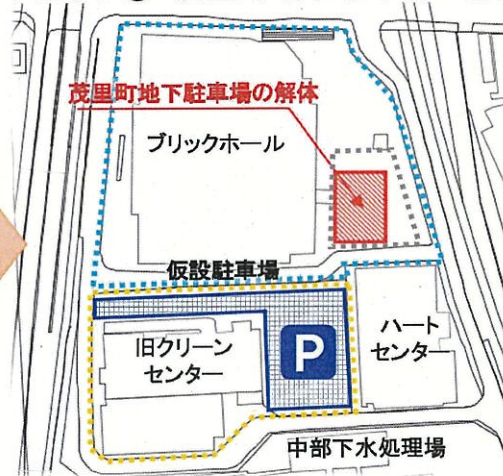 茂里町地下駐車場の解体
ブリックホール
仮設駐車場
旧クリーン
センター
P
ハート
センター
中部下水処理場